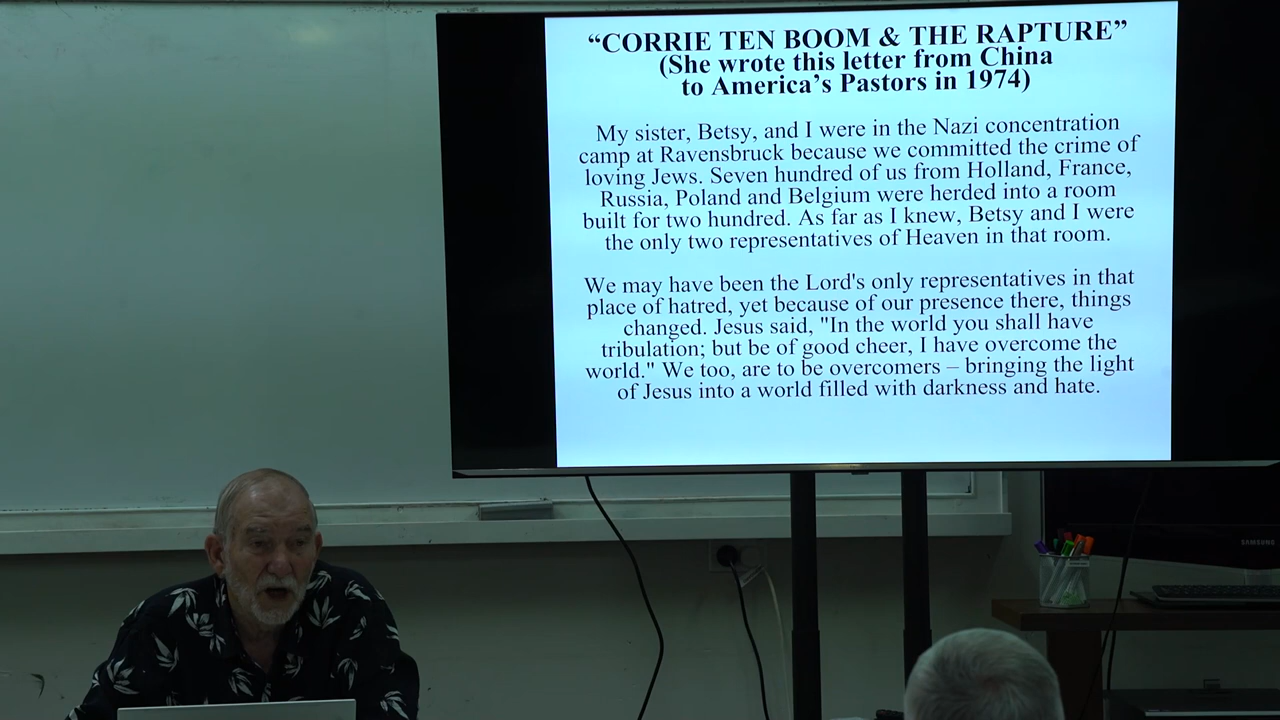 “CORRIE TEN BOOM & THE RAPTURE”
(She wrote this letter from China
to America’s Pastors in 1974)
My sister, Betsy, and I were in the Nazi concentration
camp at Ravensbruck because we committed the crime of
loving Jews. Seven hundred of us from Holland, France,
Russia, Poland and Belgium were herded into a room
built for two hundred. As far as I knew, Betsy and I were
the only two representatives of Heaven in that room.
We may have been the Lord's only representatives in that
place of hatred, yet because of our presence there, things
changed. Jesus said, "In the world you shall have
tribulation; but be of good cheer, I have overcome the
world." We too, are to be overcomers – bringing the light
of Jesus into a world filled with darkness and hate.
SAMSUNG